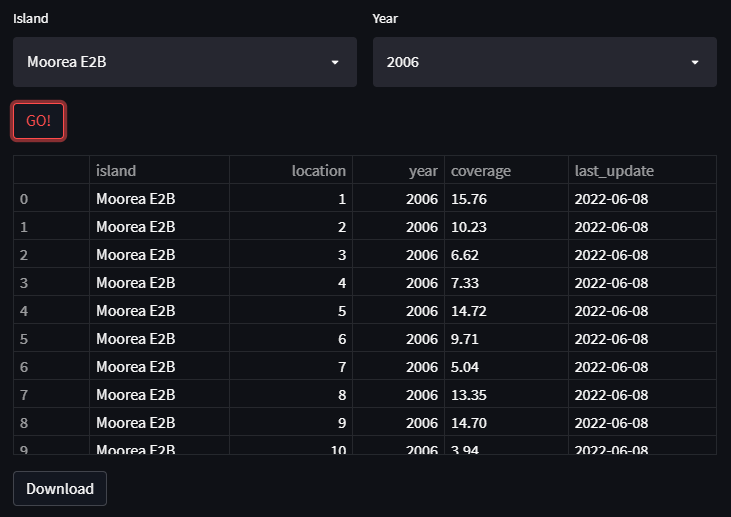 Island Year
Moorea E2B 2006
GO!
island location year coverage last_update
0 Moorea E2B 1 2006 15.76 2022-06-08
1 Moorea E2B 2 2006 10.23 2022-06-08
2 Moorea E2B 3 2006 6.62 2022-06-08
3 Moorea E2B 4 2006 7.33 2022-06-08
4 Moorea E2B 5 2006 14.72 2022-06-08
5 Moorea E2B 6 2006 9.71 2022-06-08
6 Moorea E2B 7 2006 5.04 2022-06-08
7 Moorea E2B 8 2006 13.35 2022-06-08
8 Moorea E2B 9 2006 14.70 2022-06-08
9 Moorea E2B 10 2006 3.94 2022-06-08
Download